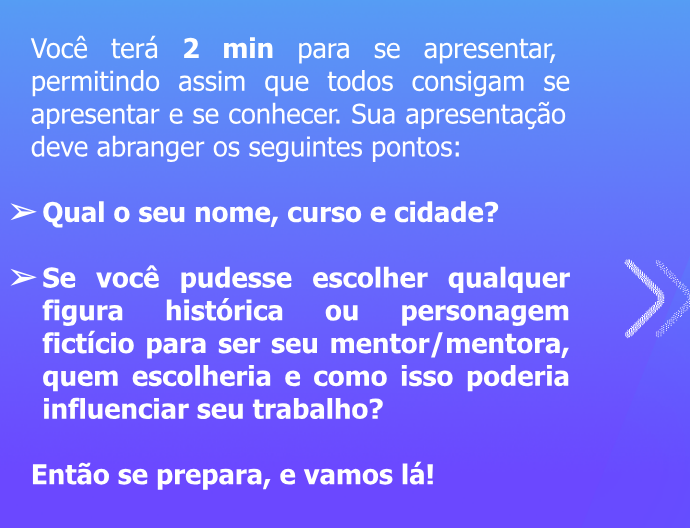 Você terá 2 min para se apresentar,
permitindo assim que todos consigam se
apresentar e se conhecer. Sua apresentação
deve abranger os seguintes pontos:
➢ Qual o seu nome, curso e cidade?
➢ Se você pudesse escolher qualquer
figura histórica ou personagem
fictício para ser seu mentor/mentora,
quem escolheria e como isso poderia
influenciar seu trabalho?
Então se prepara, e vamos lá!